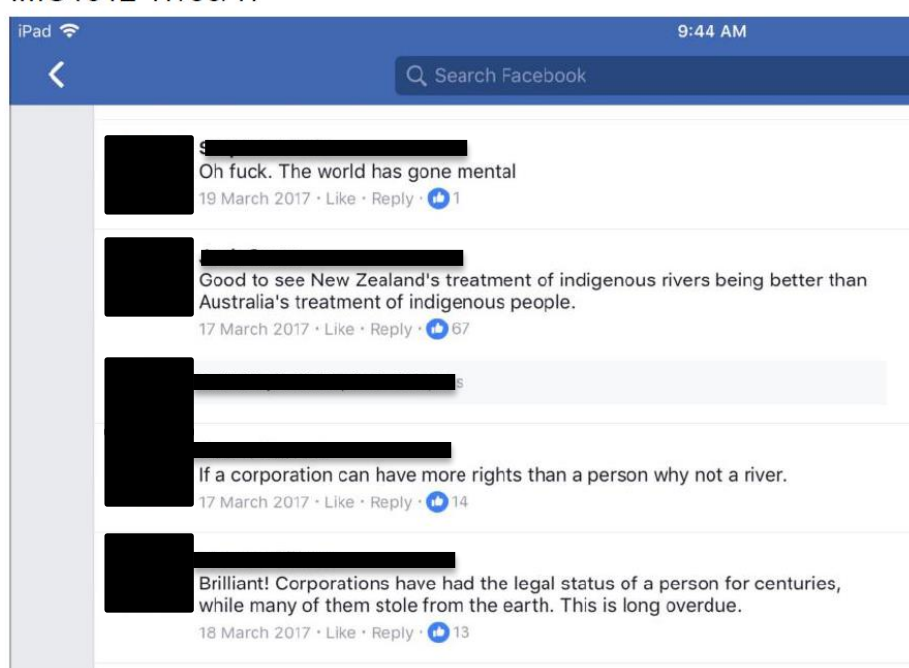 iPad
9:44 AM
Search Facebook
Oh fuck. The world has gone mental
19 March 2017 · Like · Reply · 1
Good to see New Zealand's treatment of indigenous rivers being better than
Australia's treatment of indigenous people.
17 March 2017 · Like · Reply · 67
If a corporation can have more rights than a person why not a river.
17 March 2017 · Like · Reply · 14
Brilliant! Corporations have had the legal status of a person for centuries,
while many of them stole from the earth. This is long overdue.
18 March 2017 · Like · Reply · 13